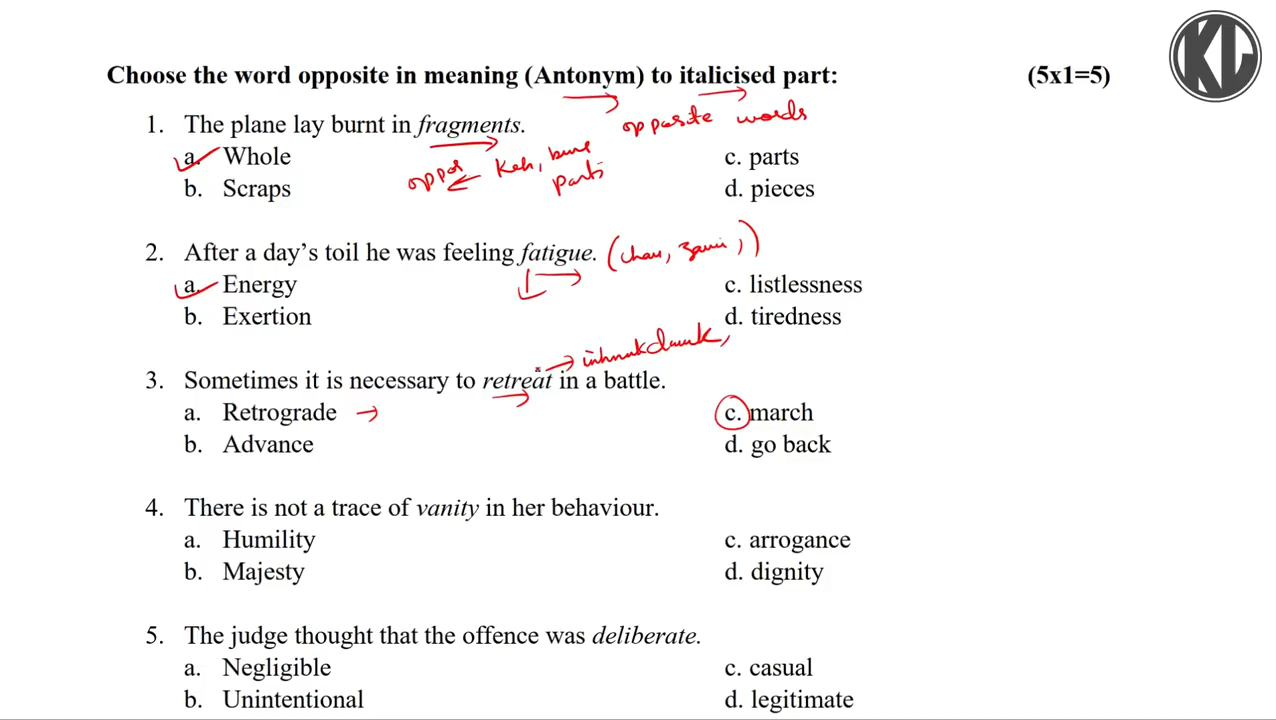 KL
Choose the word opposite in meaning (Antonym) to italicised part: (5x1=5)
opposite words
1. The plane lay burnt in fragments.
a. Whole c. parts
oppos
parts
b. Scraps d. pieces
2. After a day's toil he was feeling fatigue.
a. Energy c. listlessness
b. Exertion d. tiredness
3. Sometimes it is necessary to retreat in a battle.
a. Retrograde c. march
b. Advance d. go back
4. There is not a trace of vanity in her behaviour.
a. Humility c. arrogance
b. Majesty d. dignity
5. The judge thought that the offence was deliberate.
a. Negligible c. casual
b. Unintentional d. legitimate